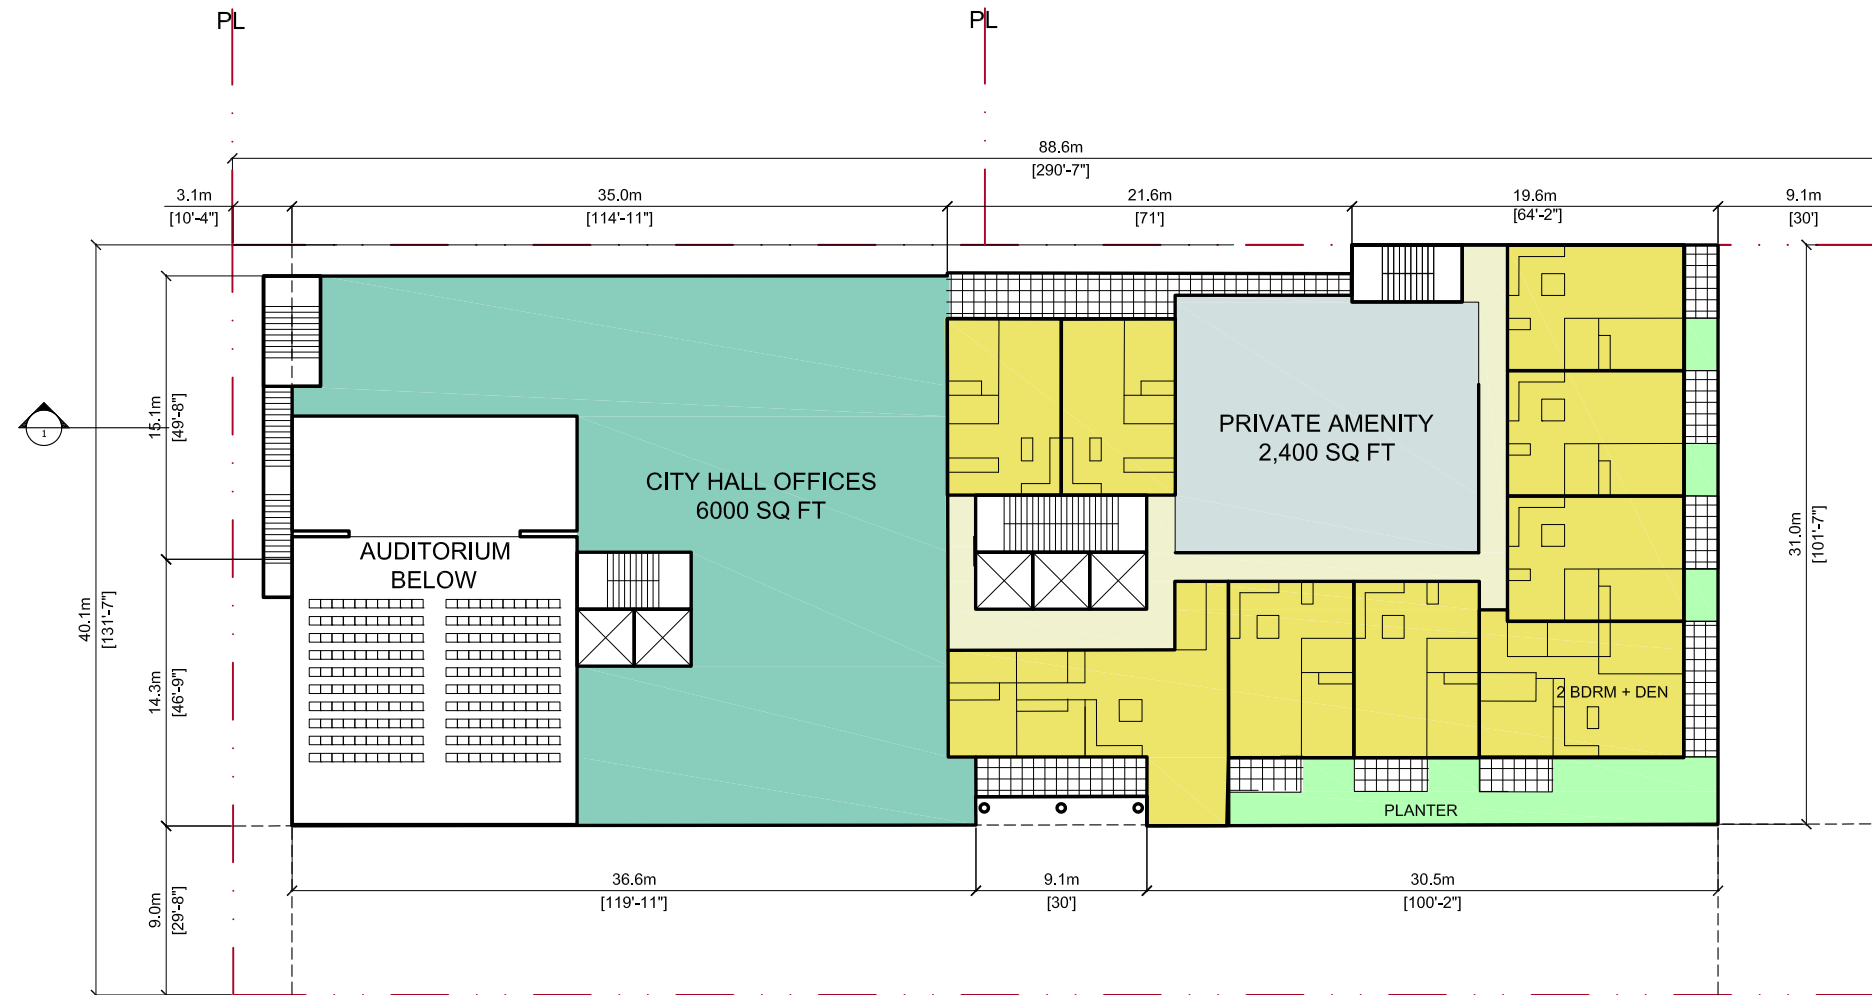 PL
PL
88.6m
[290'-7"]
3.1m
[10'-4"]
35.0m
[114'-11"]
21.6m
[71']
19.6m
[64'-2"]
9.1m
[30']
15.1m
[49'-8"]
1
PRIVATE AMENITY
2,400 SQ FT
CITY HALL OFFICES
6000 SQ FT
AUDITORIUM
BELOW
31.0m
[101'-7"]
40.1m
[131'-7"]
14.3m
[46'-9"]
2 BDRM + DEN
PLANTER
36.6m
[119'-11"]
9.1m
[30']
30.5m
[100'-2"]
9.0m
[29'-8"]